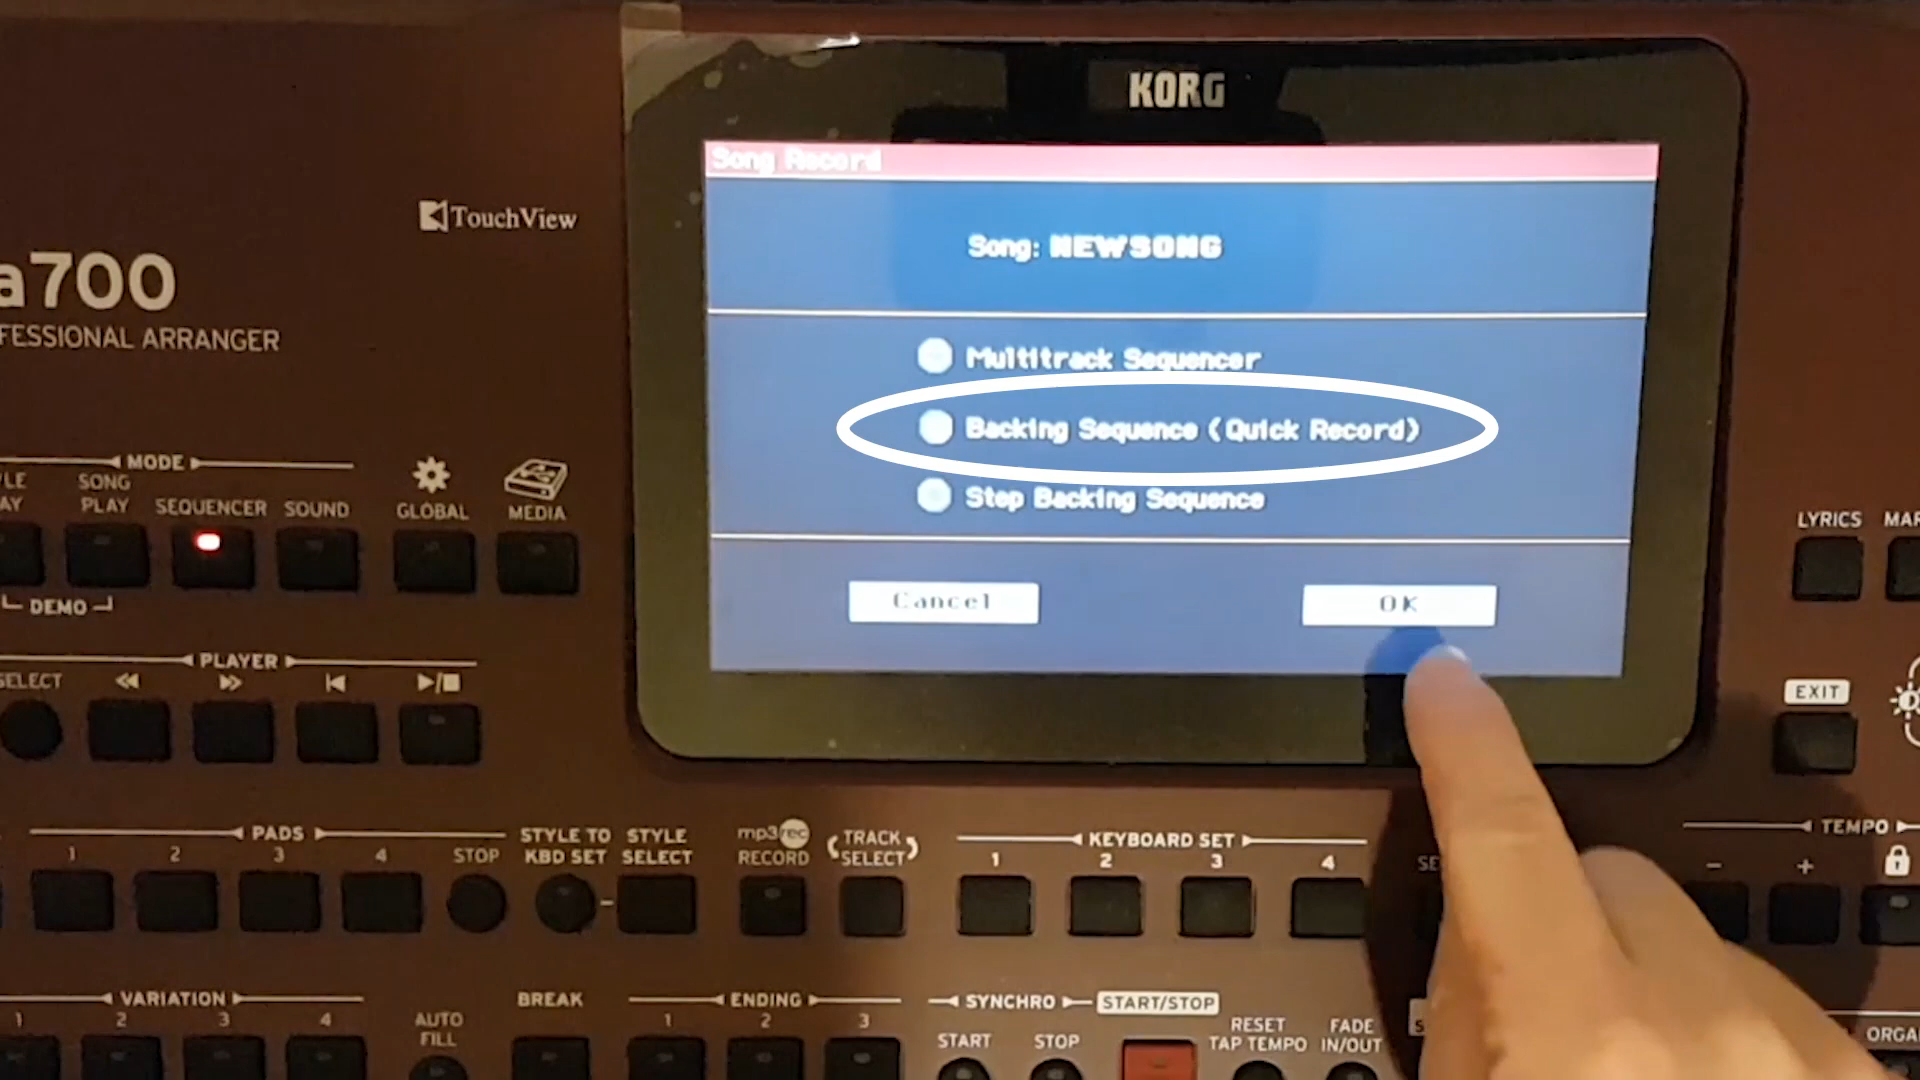 KORG
Song Record
TouchView
Song: NEWSONG
a700
FESSIONAL ARRANGER
Multitrack Sequencer
Backing Sequence (Quick Record)
Step Backing Sequence
Cancel
OK
MODE
SONG PLAY
SEQUENCER
SOUND
GLOBAL
MEDIA
DEMO
LYRICS
PLAYER
SELECT
EXIT
PADS
1 2 3 4
STOP
STYLE TO KBD SET
STYLE SELECT
mp3 rec
RECORD
TRACK SELECT
KEYBOARD SET
1 2 3 4
TEMPO
- +
VARIATION
1 2 3 4
AUTO FILL
BREAK
ENDING
1 2 3
SYNCHRO
START
STOP
START/STOP
RESET
TAP TEMPO
FADE
IN/OUT